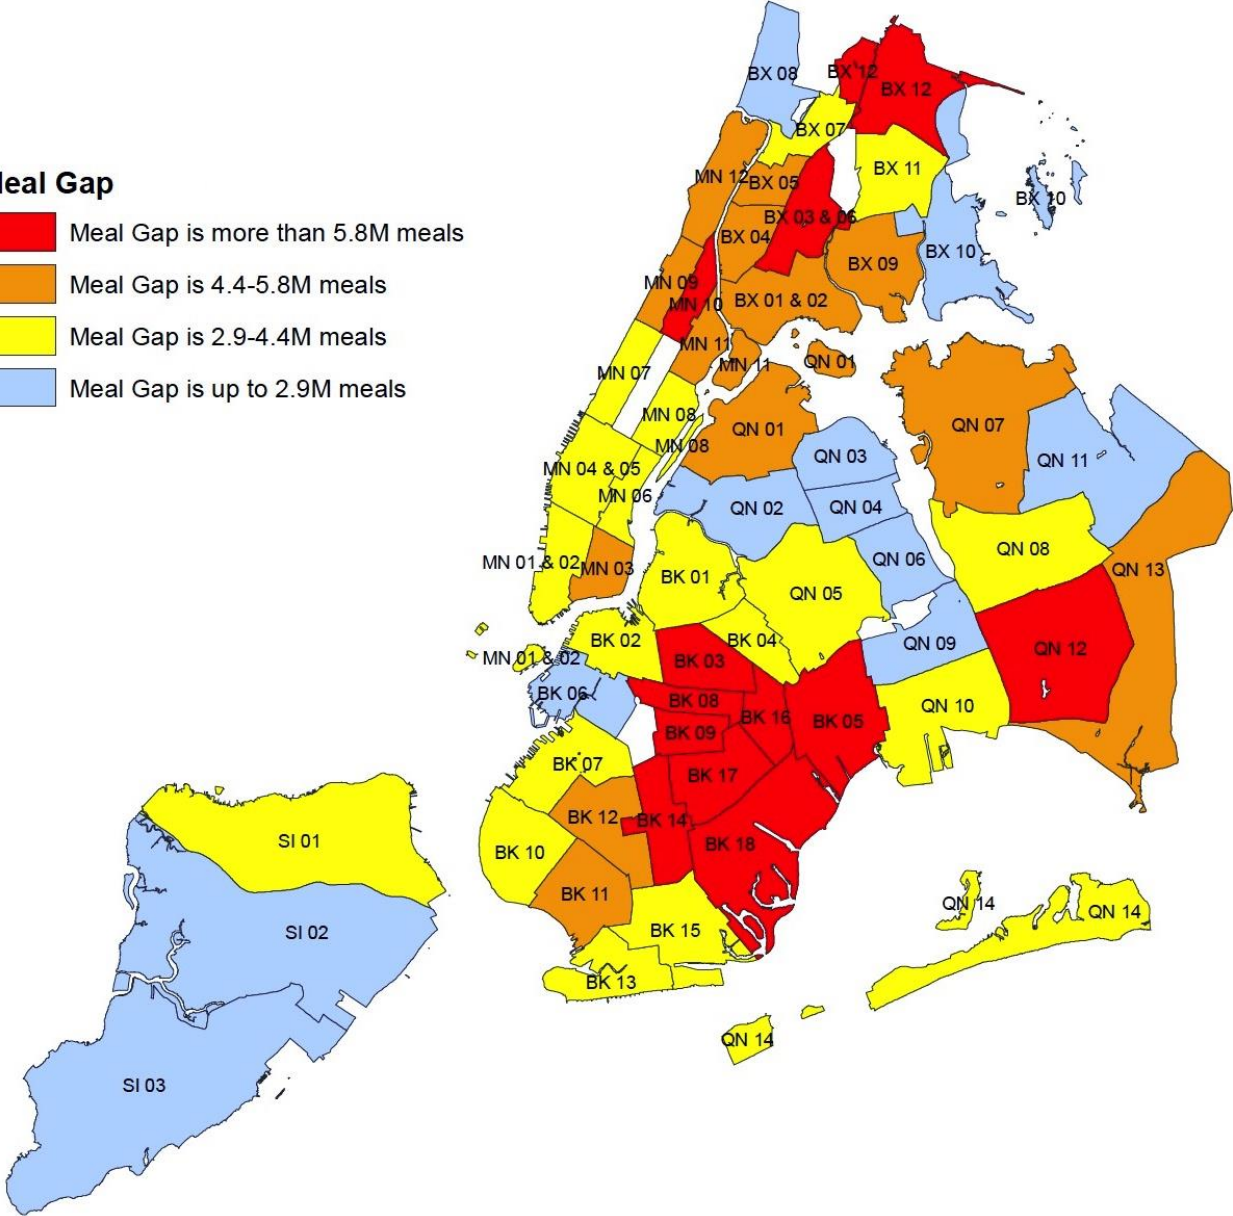 eal Gap
Meal Gap is more than 5.8M meals
Meal Gap is 4.4-5.8M meals
Meal Gap is 2.9-4.4M meals
Meal Gap is up to 2.9M meals
BX 08
BX 12
BX 12
BX 07
BX 11
MN 12
BX 05
BX 10
BX 03 & 06
BX 04
BX 09
BX 10
MN 09
MN 10
BX 01 & 02
MN 11
MN 11
QN 01
MN 07
MN 08
QN 01
QN 07
MN 08
QN 03
QN 11
MN 04 & 05
MN 06
QN 02
QN 04
MN 01 & 02
MN 03
BK 01
QN 06
QN 08
QN 13
QN 05
BK 02
BK 04
MN 01 & 02
BK 03
QN 09
QN 12
BK 06
BK 08
BK 16
BK 05
QN 10
BK 09
BK 07
BK 17
BK 12
BK 14
SI 01
BK 10
BK 18
BK 11
QN 14
QN 14
SI 02
BK 15
BK 13
QN 14
SI 03